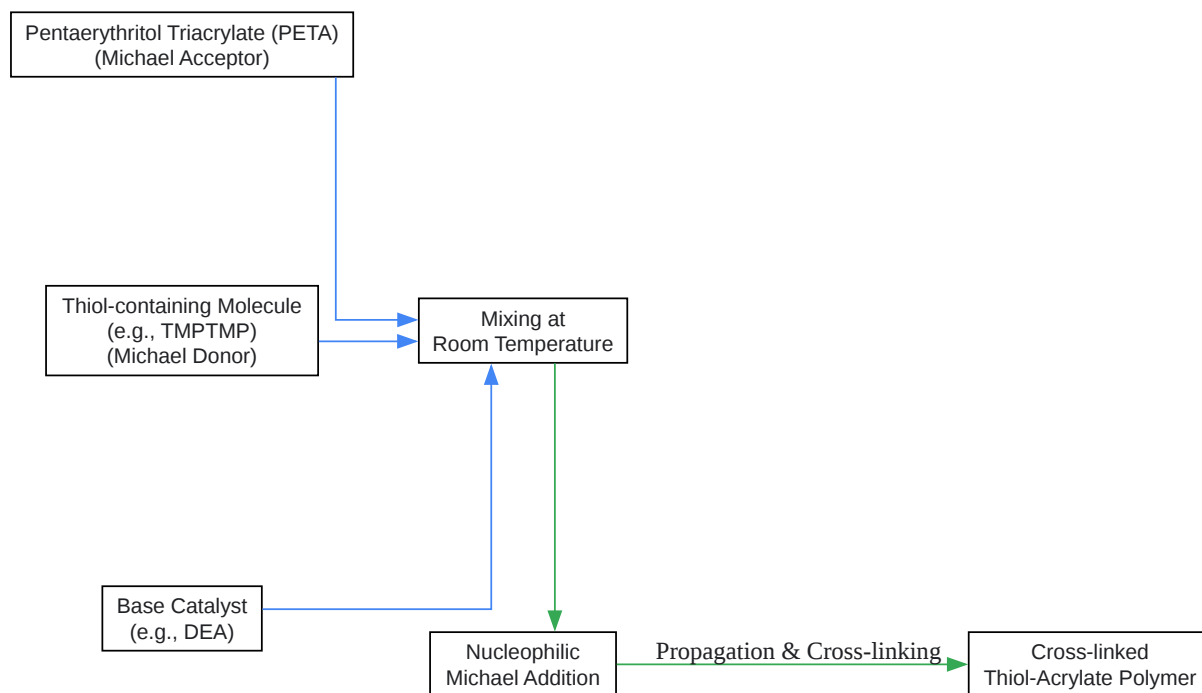 Pentaerythritol Triacrylate (PETA)
(Michael Acceptor)
Thiol-containing Molecule
(e.g., TMPTMP)
(Michael Donor)
Mixing at
Room Temperature
Base Catalyst
(e.g., DEA)
Nucleophilic
Michael Addition
Propagation & Cross-linking
Cross-linked
Thiol-Acrylate Polymer